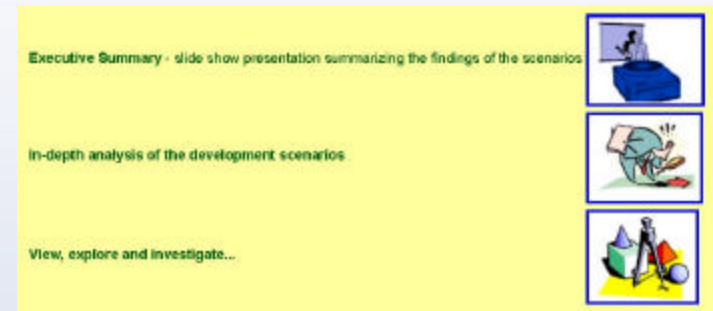 Executive Summary - slide show presentation summarizing the findings of the scenarios
In-depth analysis of the development scenarios
View, explore and investigate...